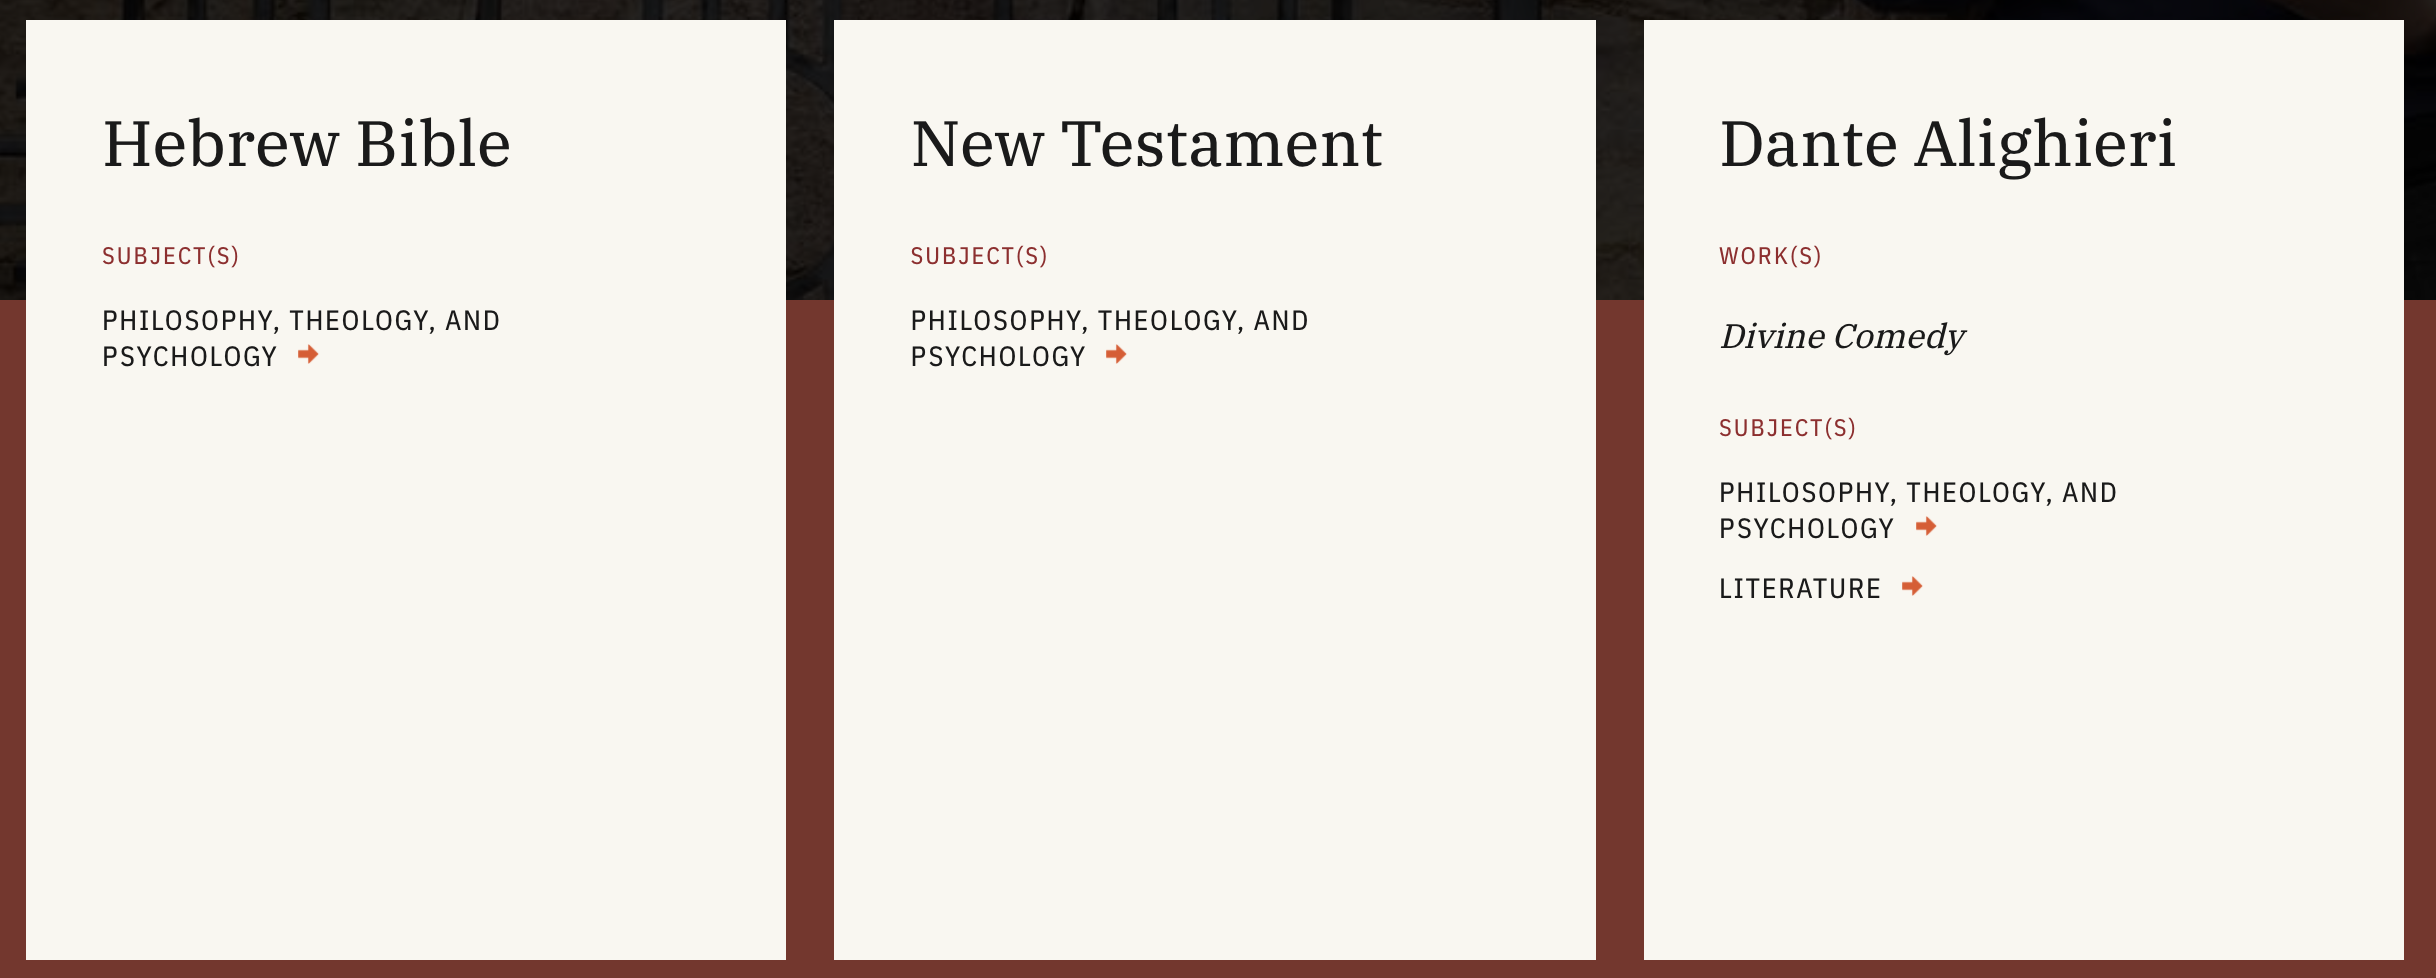 Hebrew Bible
SUBJECT(S)
PHILOSOPHY, THEOLOGY, AND
PSYCHOLOGY
New Testament
SUBJECT(S)
PHILOSOPHY, THEOLOGY, AND
PSYCHOLOGY
Dante Alighieri
WORK(S)
Divine Comedy
SUBJECT(S)
PHILOSOPHY, THEOLOGY, AND
PSYCHOLOGY
LITERATURE